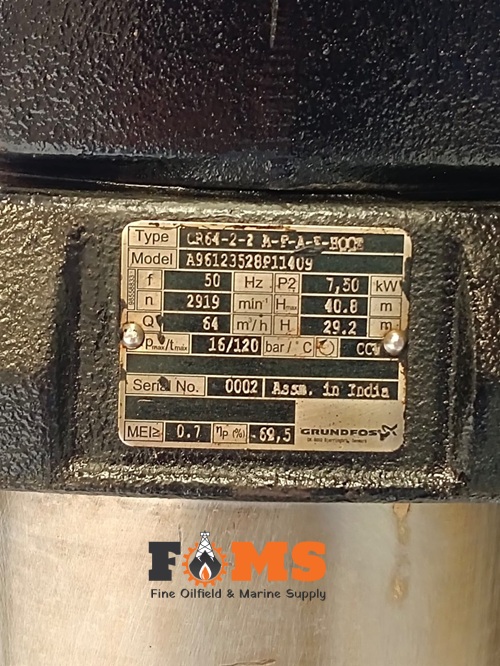 Type CR64-2-2 A-F-A-E-HQQE
Model A96123528P11409
f 50 Hz P2 7,50 kW
n 2919 min⁻¹ Hmax 40.8 m
Q 64 m³/h H 29.2 m
Pmax/tmax 16/120 bar/°C CCW
Serial No. 0002 Assm. in India
MEI≥ 0.7 ηp (%) -69,5
GRUNDFOS
FOMS
Fine Oilfield & Marine Supply